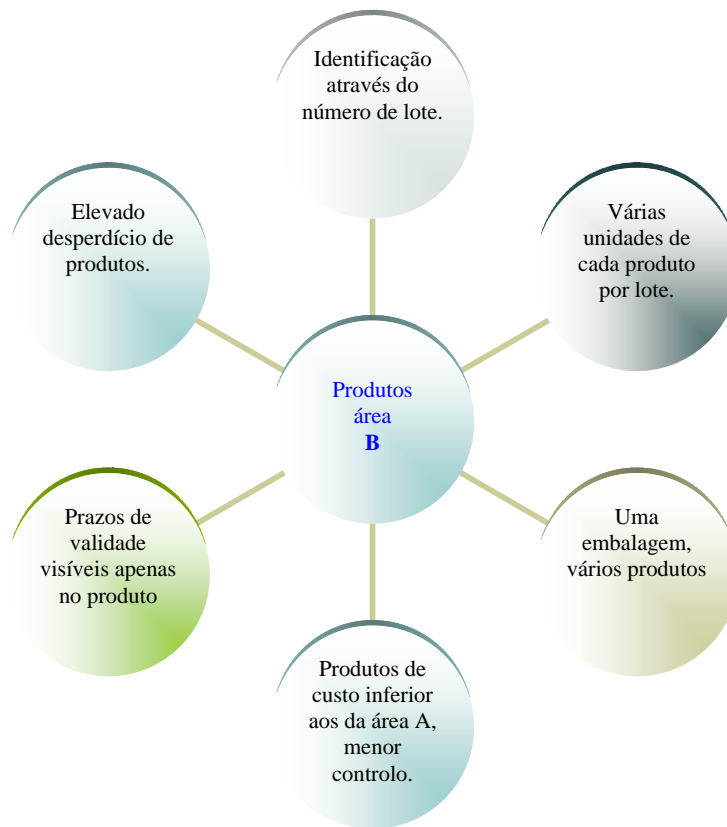 Identificação
através do
número de lote.
Elevado
desperdício de
produtos.
Várias
unidades de
cada produto
por lote.
Produtos
área
B
Prazos de
validade
visíveis apenas
no produto
Uma
embalagem,
vários produtos
Produtos de
custo inferior
aos da área A,
menor
controlo.